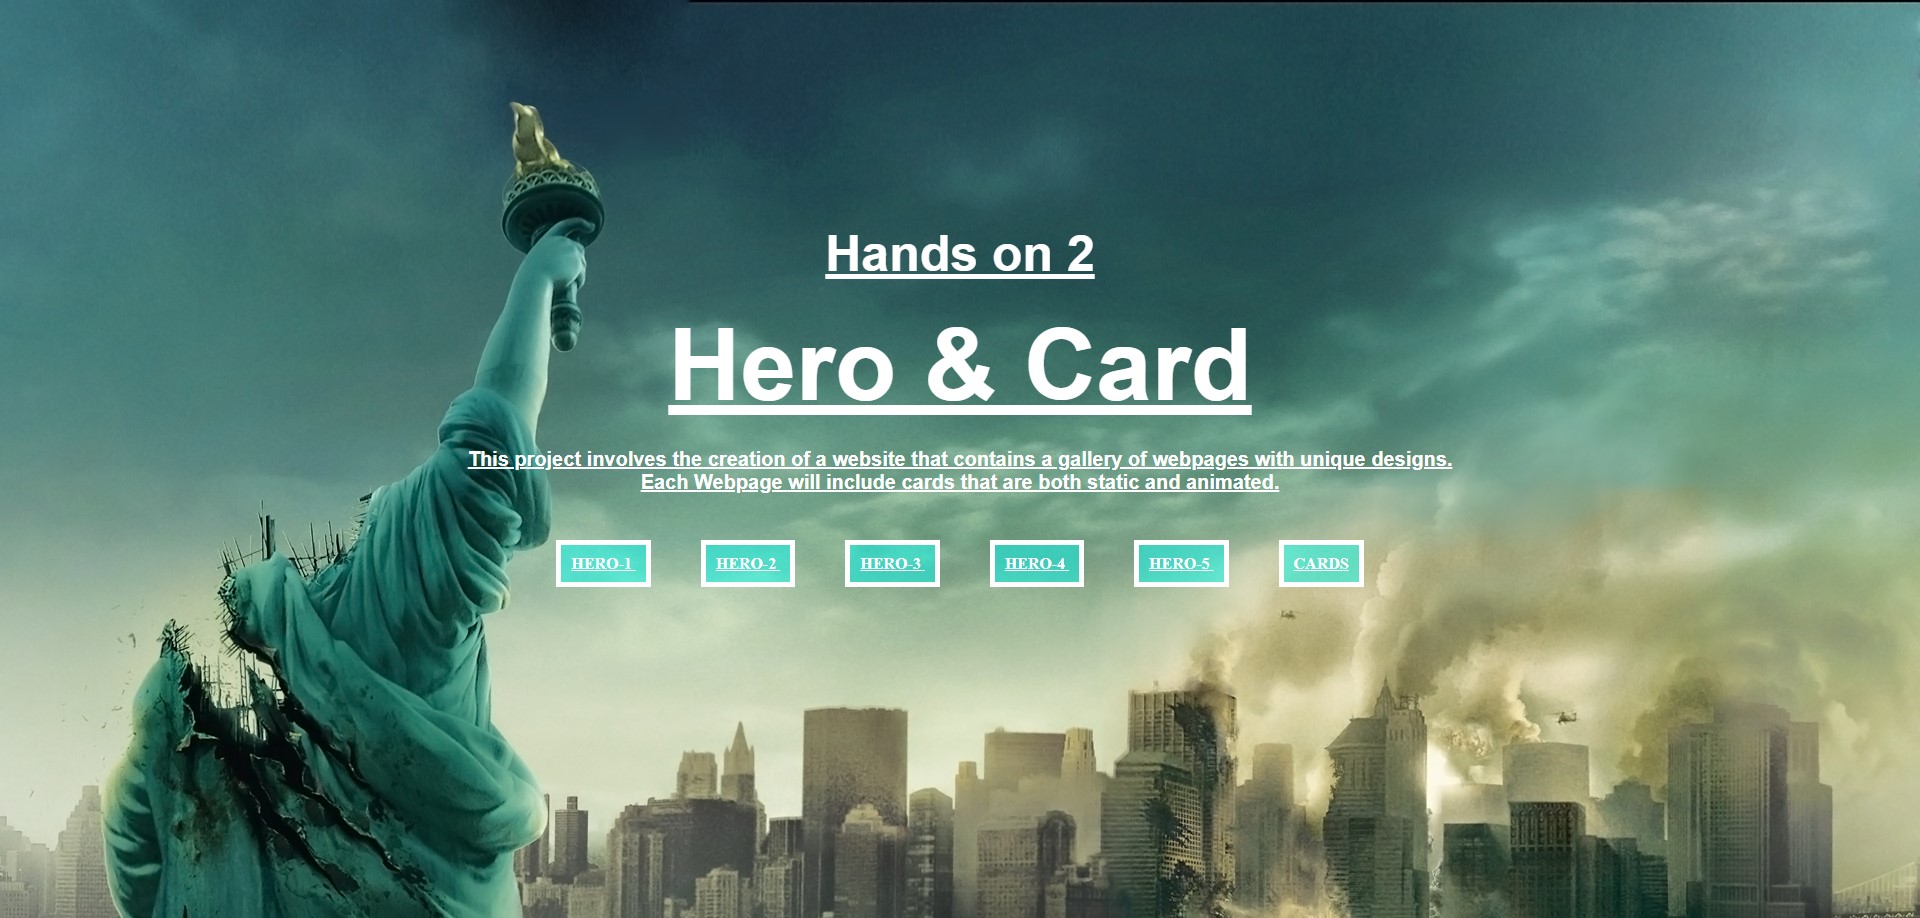 Hands on 2
Hero & Card
This project involves the creation of a website that contains a gallery of webpages with unique designs.
Each Webpage will include cards that are both static and animated.
HERO-1 HERO-2 HERO-3 HERO-4 HERO-5 CARDS